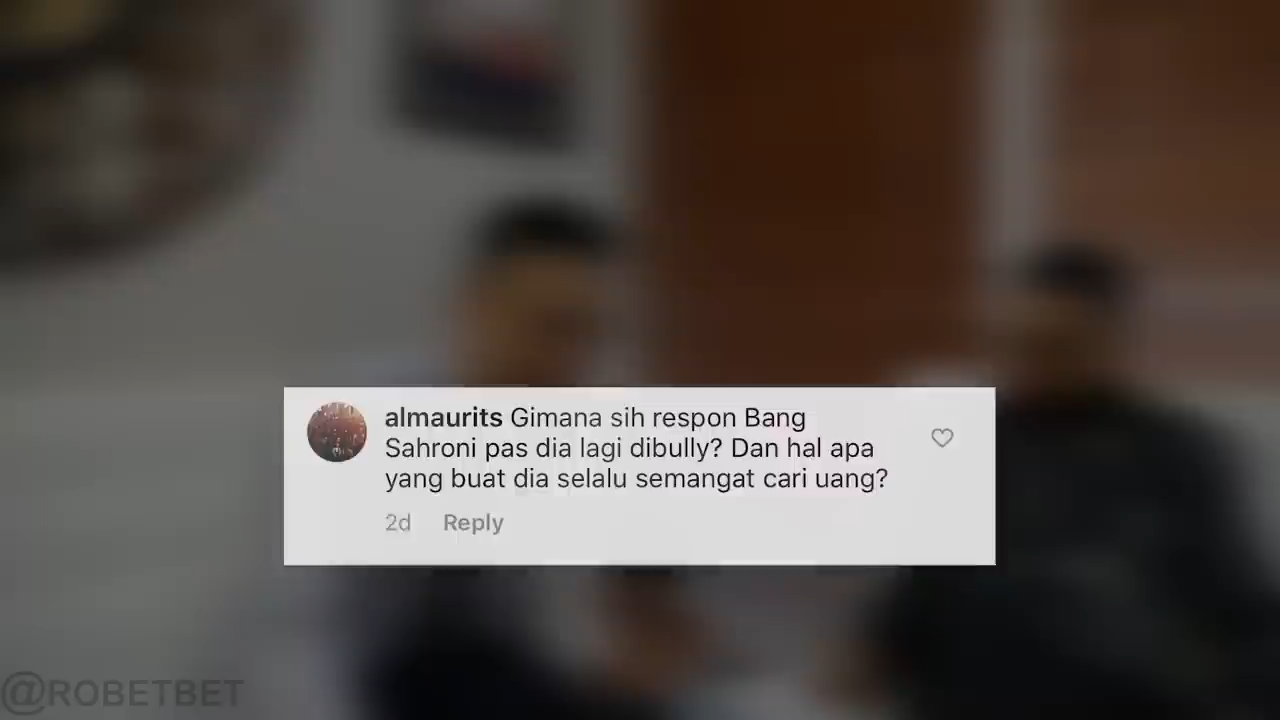 almaurits Gimana sih respon Bang
Sahroni pas dia lagi dibully? Dan hal apa
yang buat dia selalu semangat cari uang?
2d Reply
@ROBETBET